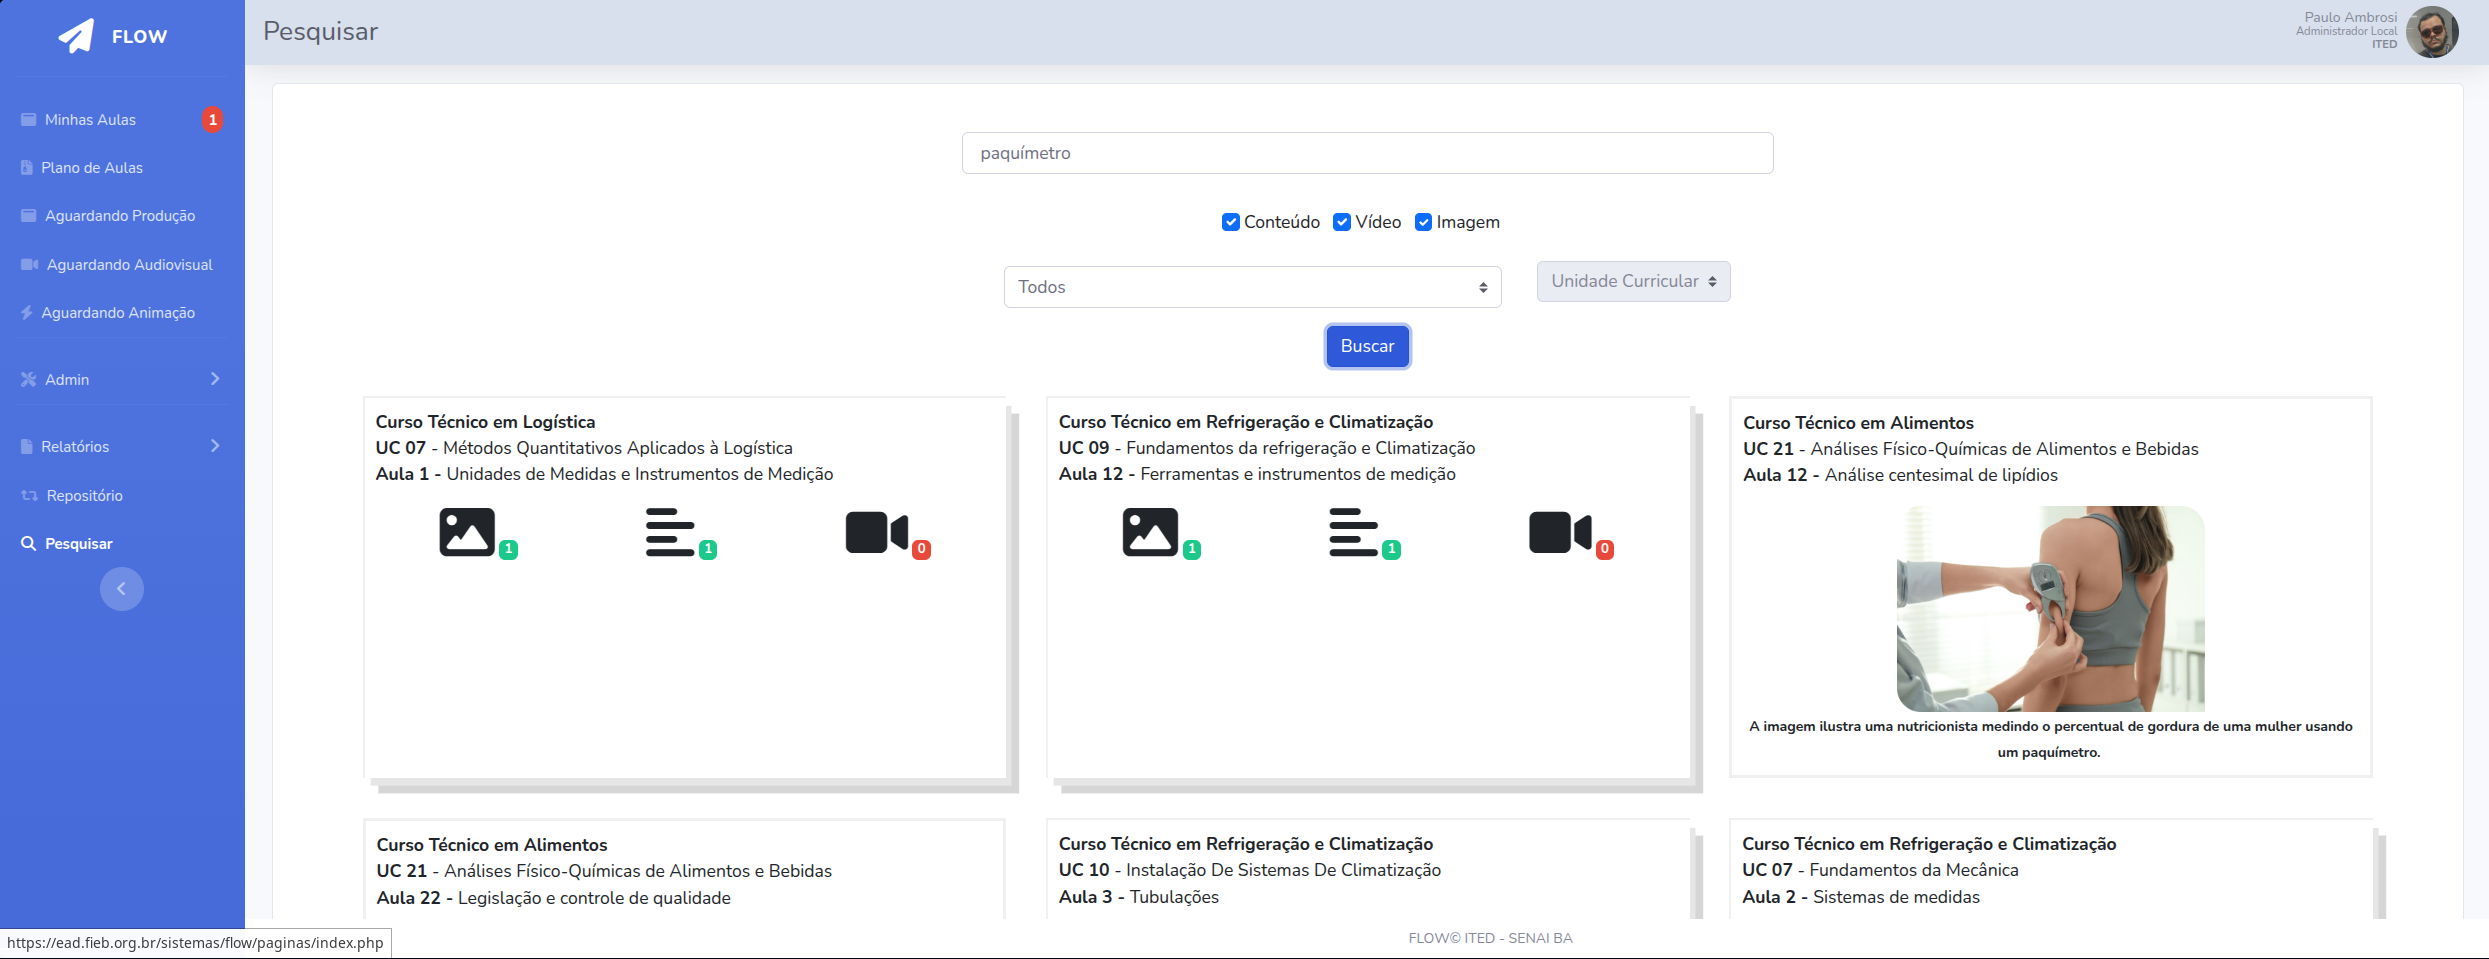 FLOW
Pesquisar
Paulo Ambrosi
Administrador Local
ITED
Minhas Aulas 1
Plano de Aulas
Aguardando Produção
Aguardando Audiovisual
Aguardando Animação
Admin
Relatórios
Repositório
Pesquisar
paquímetro
Conteúdo Vídeo Imagem
Todos
Unidade Curricular
Buscar
Curso Técnico em Logística
UC 07 - Métodos Quantitativos Aplicados à Logística
Aula 1 - Unidades de Medidas e Instrumentos de Medição
1 1 0
Curso Técnico em Refrigeração e Climatização
UC 09 - Fundamentos da refrigeração e Climatização
Aula 12 - Ferramentas e instrumentos de medição
1 1 0
Curso Técnico em Alimentos
UC 21 - Análises Físico-Químicas de Alimentos e Bebidas
Aula 12 - Análise centesimal de lipídios
A imagem ilustra uma nutricionista medindo o percentual de gordura de uma mulher usando
um paquímetro.
Curso Técnico em Alimentos
UC 21 - Análises Físico-Químicas de Alimentos e Bebidas
Aula 22 - Legislação e controle de qualidade
Curso Técnico em Refrigeração e Climatização
UC 10 - Instalação De Sistemas De Climatização
Aula 3 - Tubulações
Curso Técnico em Refrigeração e Climatização
UC 07 - Fundamentos da Mecânica
Aula 2 - Sistemas de medidas
https://ead.fieb.org.br/sistemas/flow/paginas/index.php
FLOW© ITED - SENAI BA